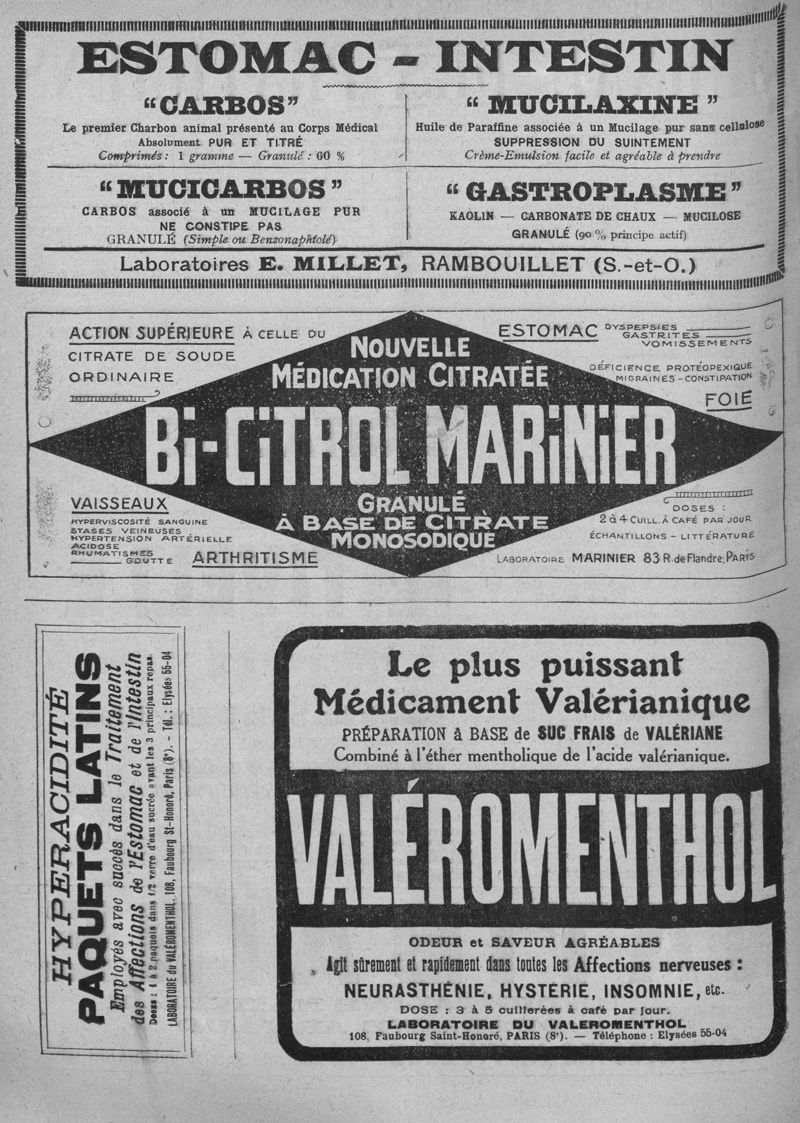 ESTOMAC - INTESTIN
"CARBOS"
Le premier Charbon animal présenté au Corps Médical
Absolument PUR ET TITRÉ
Comprimés : 1 gramme — Granulé : 60 %
"MUCILAXINE"
Huile de Paraffine associée à un Mucilage pur sans cellulose
SUPPRESSION DU SUINTEMENT
Crème-Emulsion facile et agréable à prendre
"MUCICARBOS"
CARBOS associé à un MUCILAGE PUR
NE CONSTIPE PAS
GRANULÉ (Simple ou Benzonaphtolé)
"GASTROPLASME"
KAOLIN — CARBONATE DE CHAUX — MUCILOSE
GRANULÉ (90 % principe actif)
Laboratoires E. MILLET, RAMBOUILLET (S.-et-O.)
ACTION SUPÉRIEURE À CELLE DU
CITRATE DE SOUDE
ORDINAIRE
NOUVELLE
MÉDICATION CITRATÉE
ESTOMAC DYSPEPSIES
GASTRITES
VOMISSEMENTS
DÉFICIENCE PROTÉOPEXIQUE
MIGRAINES - CONSTIPATION
FOIE
Bi-CiTROL MARiNiER
VAISSEAUX
HYPERVISCOSITÉ SANGUINE
STASES VEINEUSES
HYPERTENSION ARTÉRIELLE
ACIDOSE
RHUMATISMES
GOUTTE
ARTHRITISME
GRANULÉ
À BASE DE CITRATE
MONOSODIQUE
DOSES :
2 à 4 CUILL. À CAFÉ PAR JOUR
ÉCHANTILLONS - LITTÉRATURE
LABORATOIRE MARINIER 83 R. de Flandre, PARIS
HYPERACIDITÉ
PAQUETS LATINS
Employés avec succès dans le Traitement
des Affections de l'Estomac et de l'Intestin
Doses : 1 à 2 paquets dans 1/2 verre d'eau sucrée avant les 3 principaux repas.
LABORATOIRE du VALÉROMENTHOL, 108, Faubourg St-Honoré, Paris (8e). - Tél. : Elysées 55-04
Le plus puissant
Médicament Valérianique
PRÉPARATION à BASE de SUC FRAIS de VALÉRIANE
Combiné à l'éther mentholique de l'acide valérianique.
VALÉROMENTHOL
ODEUR et SAVEUR AGRÉABLES
Agit sûrement et rapidement dans toutes les Affections nerveuses :
NEURASTHÉNIE, HYSTÉRIE, INSOMNIE, etc.
DOSE : 3 à 5 cuillerées à café par jour.
LABORATOIRE DU VALEROMENTHOL
108, Faubourg Saint-Honoré, PARIS (8e). — Téléphone : Elysées 55-04